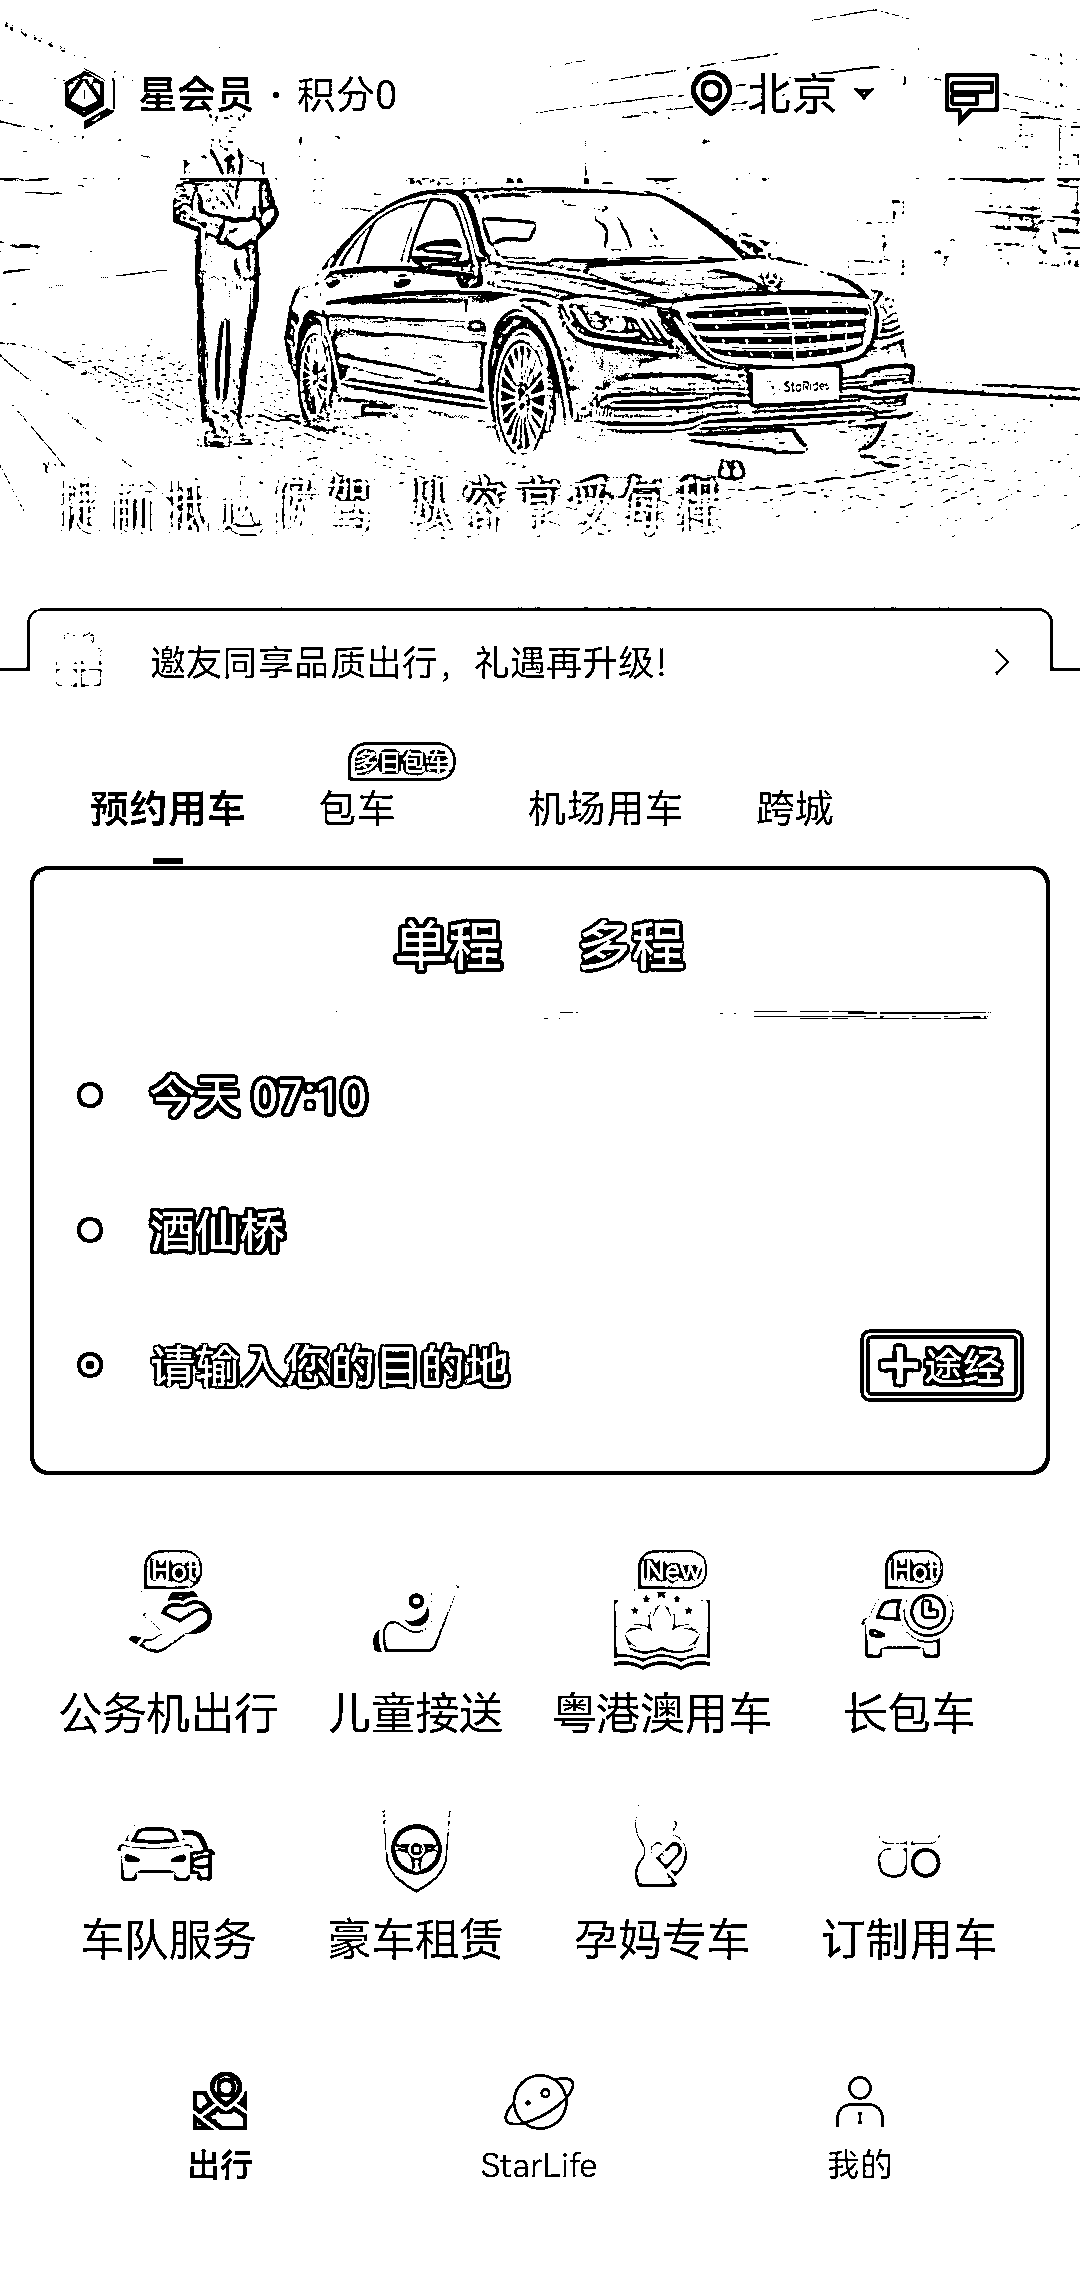 星会员 · 积分0
北京
StaRides
提前抵达候驾 从容享受每程
邀友同享品质出行，礼遇再升级!
多日包车
预约用车 包车 机场用车 跨城
单程 多程
今天 07:10
酒仙桥
请输入您的目的地
+途经
Hot New Hot
公务机出行 儿童接送 粤港澳用车 长包车
车队服务 豪车租赁 孕妈专车 订制用车
出行 StarLife 我的